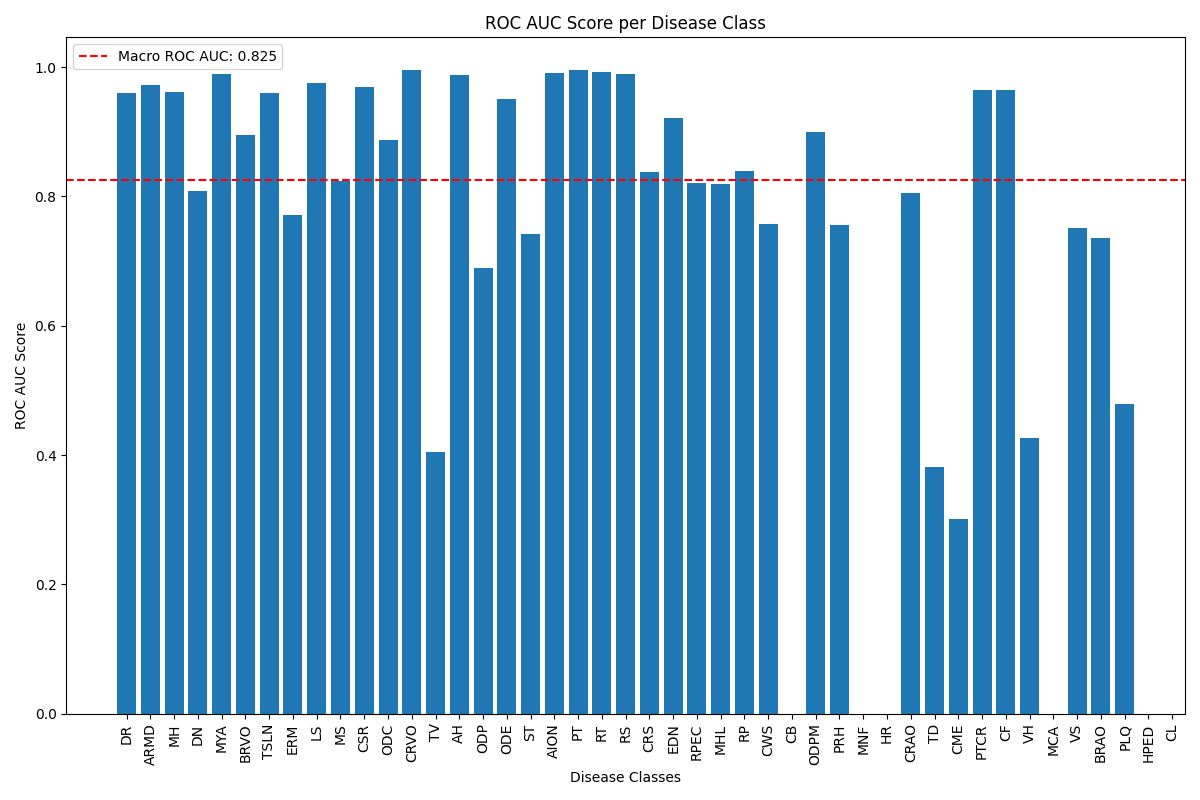 ROC AUC Score per Disease Class
Macro ROC AUC: 0.825
ROC AUC Score
1.0
0.8
0.6
0.4
0.2
0.0
DR
ARMD
MH
DN
MYA
BRVO
TSLN
ERM
LS
MS
CSR
ODC
CRVO
TV
AH
ODP
ODE
ST
AION
PT
RT
RS
CRS
EDN
RPEC
MHL
RP
CWS
CB
ODPM
PRH
MNF
HR
CRAO
TD
CME
PTCR
CF
VH
MCA
VS
BRAO
PLQ
HPED
CL
Disease Classes